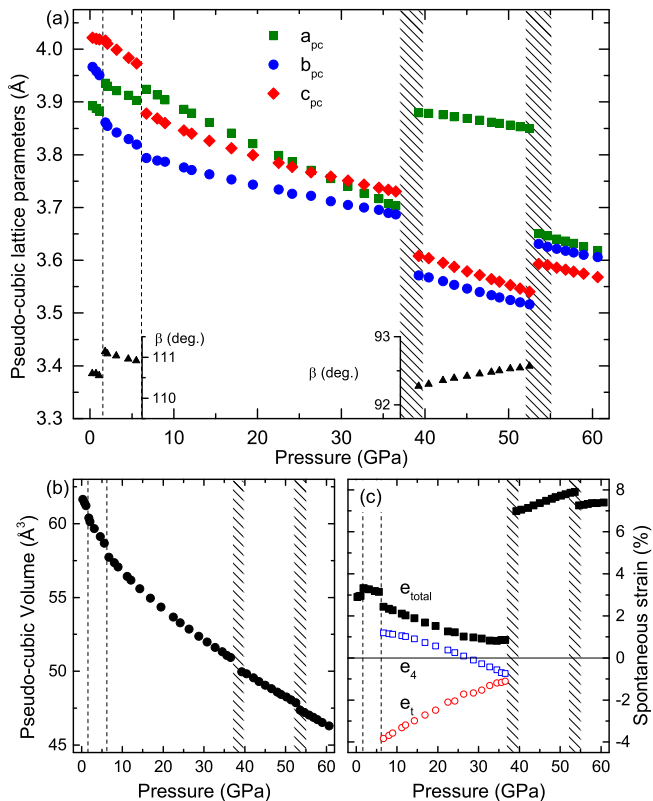 (a)
a_pc
b_pc
c_pc
Pseudo-cubic lattice parameters (Å)
4.0
3.9
3.8
3.7
3.6
3.5
3.4
3.3
β (deg.)
111
110
β (deg.)
93
92
0 10 20 30 40 50 60
Pressure (GPa)
(b)
Pseudo-cubic Volume (Å³)
60
55
50
45
0 10 20 30 40 50 60
Pressure (GPa)
(c)
e_total
e_4
e_t
8
6
4
2
0
-2
-4
Spontaneous strain (%)
0 10 20 30 40 50 60
Pressure (GPa)